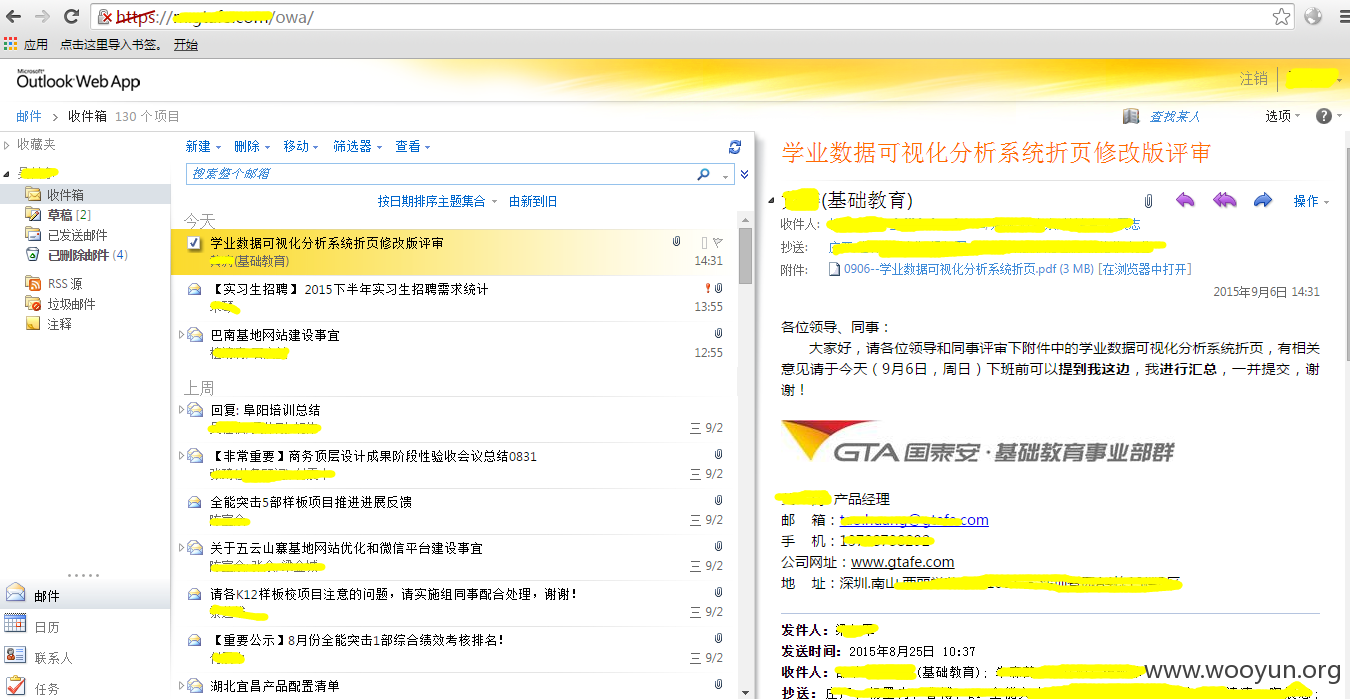 https://
/owa/
应用 点击这里导入书签。 开始
Microsoft
Outlook Web App
注销
邮件 > 收件箱 130 个项目
查找某人
选项
收藏夹
收件箱
草稿 [2]
已发送邮件
已删除邮件 (4)
RSS 源
垃圾邮件
注释
邮件
日历
联系人
任务
新建 删除 移动 筛选器 查看
搜索整个邮箱
按日期排序主题集合 由新到旧
今天
学业数据可视化分析系统折页修改版评审
(基础教育) 14:31
【实习生招聘】2015下半年实习生招聘需求统计
13:55
巴南基地网站建设事宜
12:55
上周
回复: 阜阳培训总结
三 9/2
【非常重要】商务顶层设计成果阶段性验收会议总结0831
三 9/2
全能突击5部样板项目推进进展反馈
三 9/2
关于五云山寨基地网站优化和微信平台建设事宜
三 9/2
请各K12样板校项目注意的问题，请实施组同事配合处理，谢谢！
三 9/2
【重要公示】8月份全能突击1部综合绩效考核排名！
三 9/2
湖北宜昌产品配置清单
学业数据可视化分析系统折页修改版评审
(基础教育)
操作
收件人:
抄送:
附件: 0906--学业数据可视化分析系统折页.pdf (3 MB) [在浏览器中打开]
2015年9月6日 14:31
各位领导、同事：
大家好，请各位领导和同事评审下附件中的学业数据可视化分析系统折页，有相关
意见请于今天（9月6日，周日）下班前可以提到我这边，我进行汇总，一并提交，谢
谢！
GTA 国泰安·基础教育事业部群
产品经理
邮 箱：
.com
手 机：
公司网址：www.gtafe.com
地 址：深圳.南山
发件人：
发送时间：2015年8月25日 10:37
收件人：
(基础教育)；
抄送：
www.wooyun.org